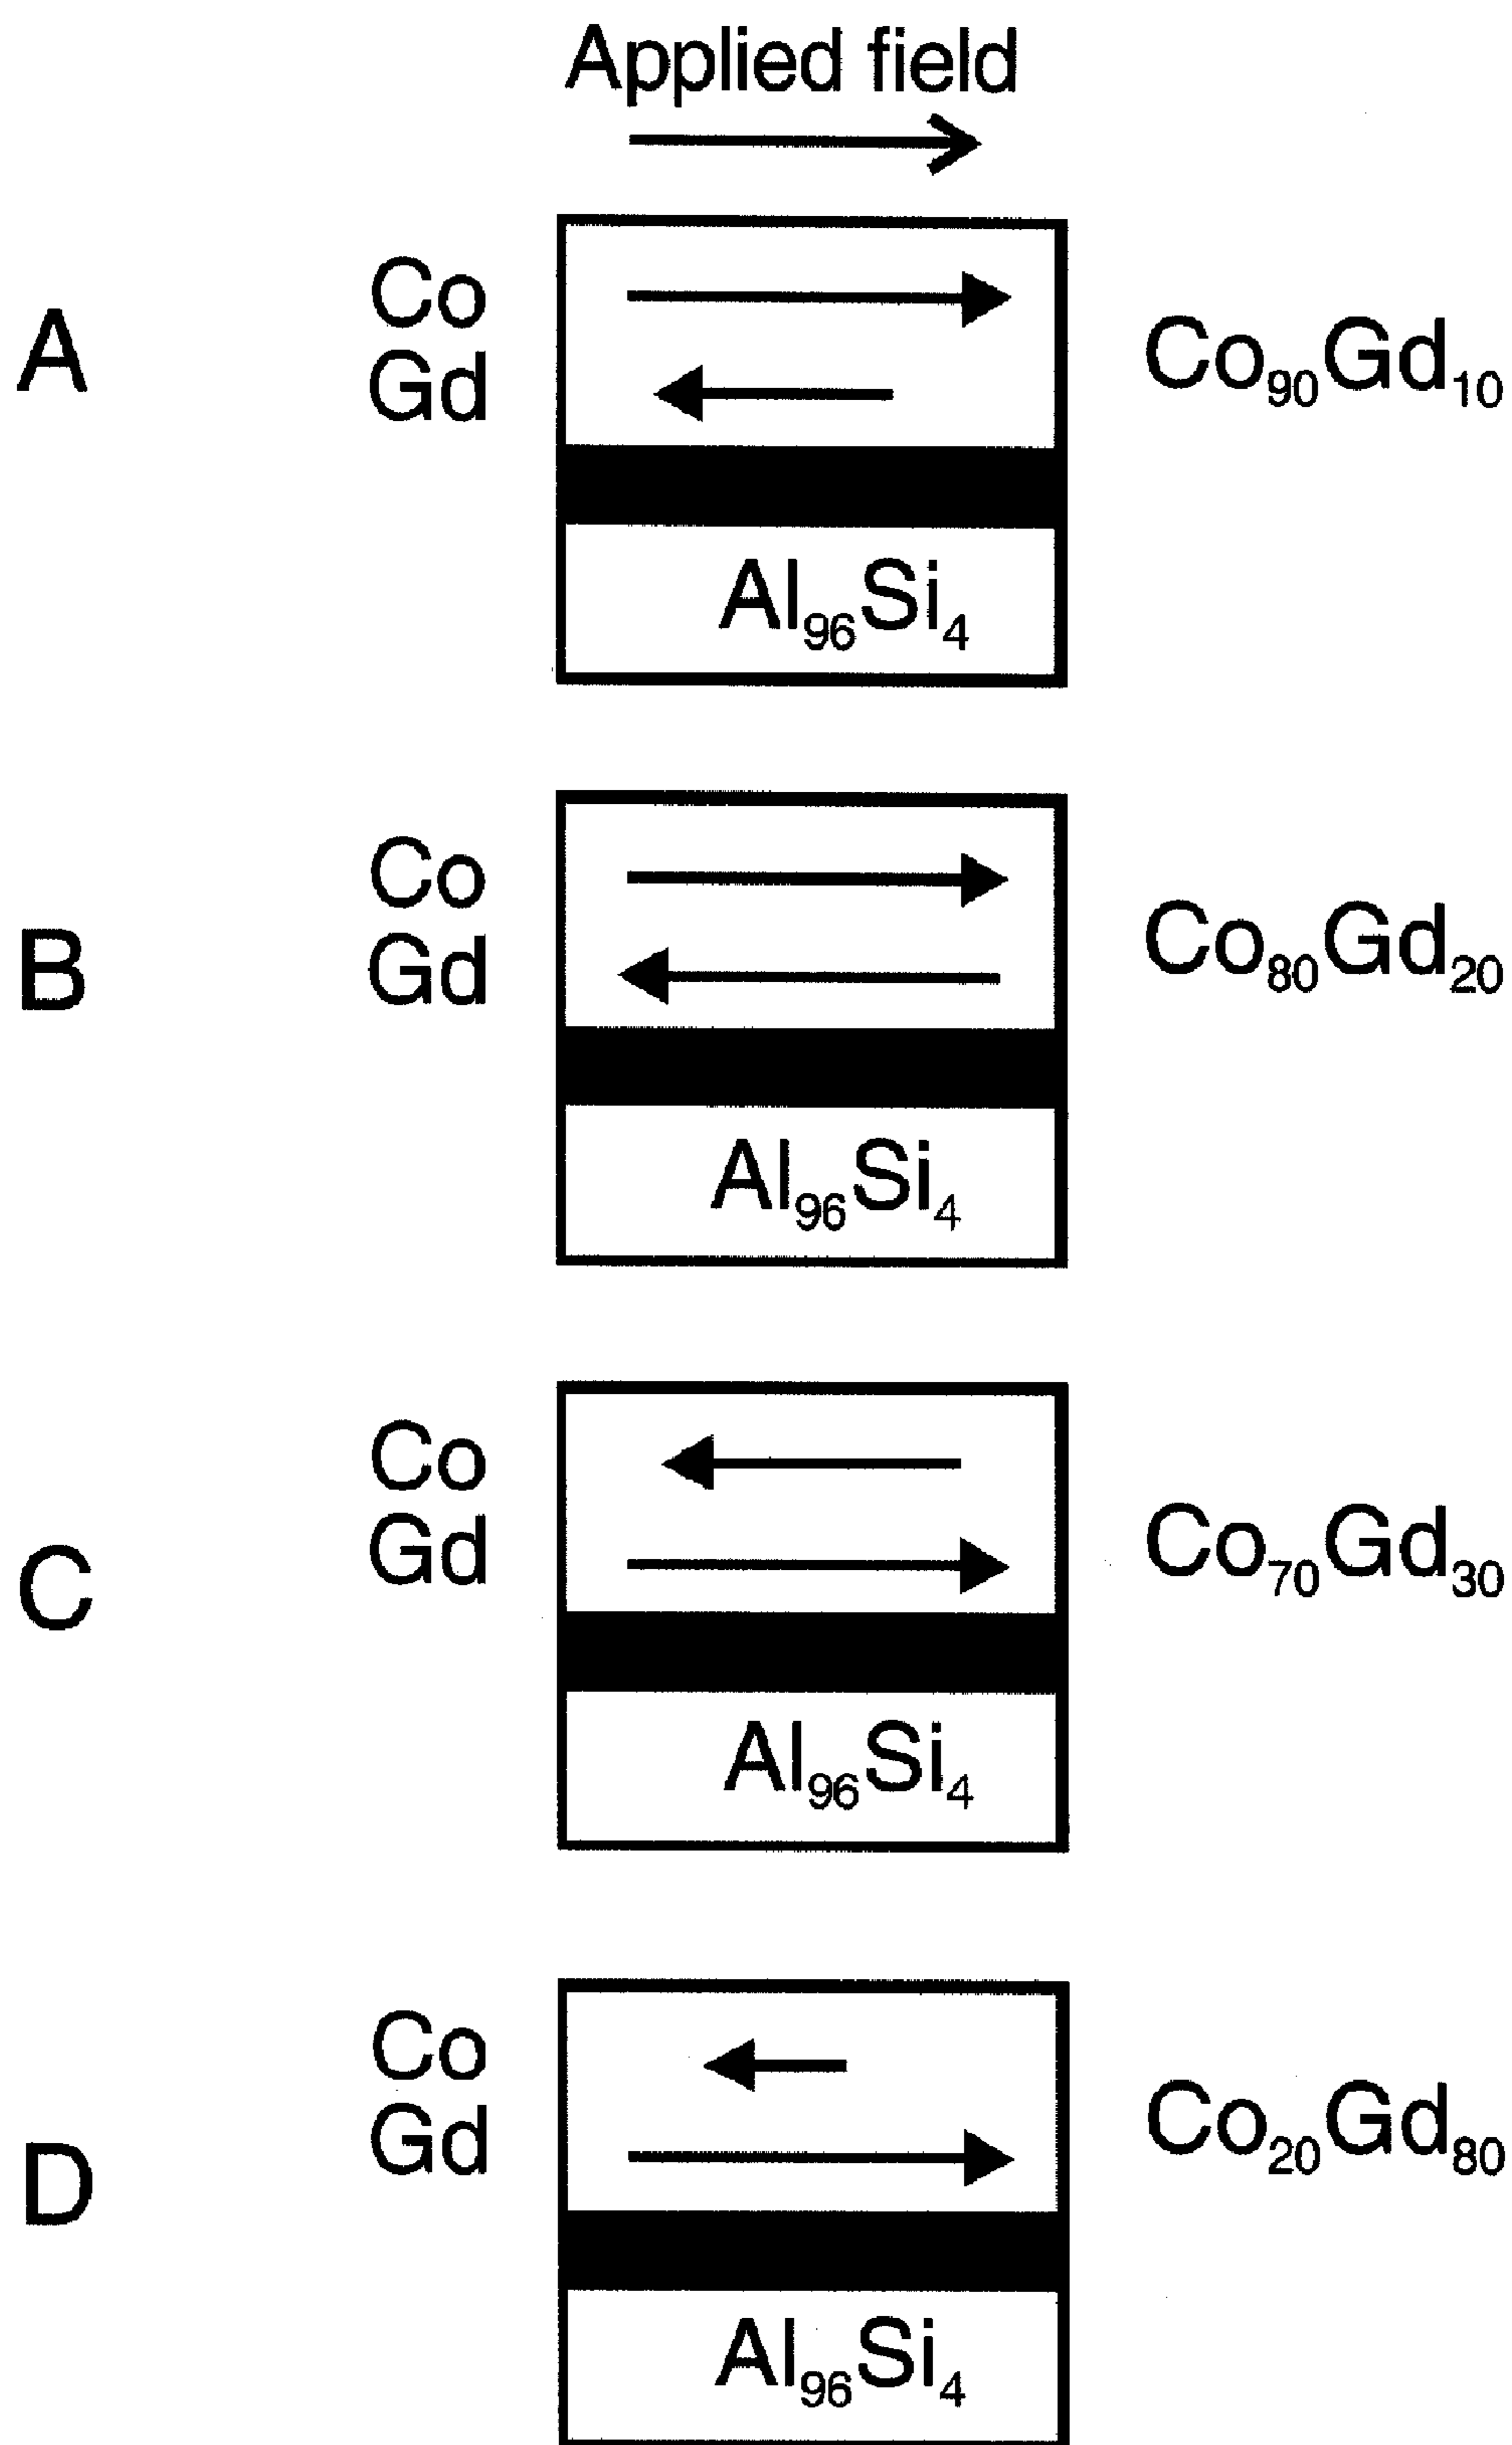 Applied field
A
Co
Gd
Co₉₀Gd₁₀
Al₉₆Si₄
B
Co
Gd
Co₈₀Gd₂₀
Al₉₆Si₄
C
Co
Gd
Co₇₀Gd₃₀
Al₉₆Si₄
D
Co
Gd
Co₂₀Gd₈₀
Al₉₆Si₄